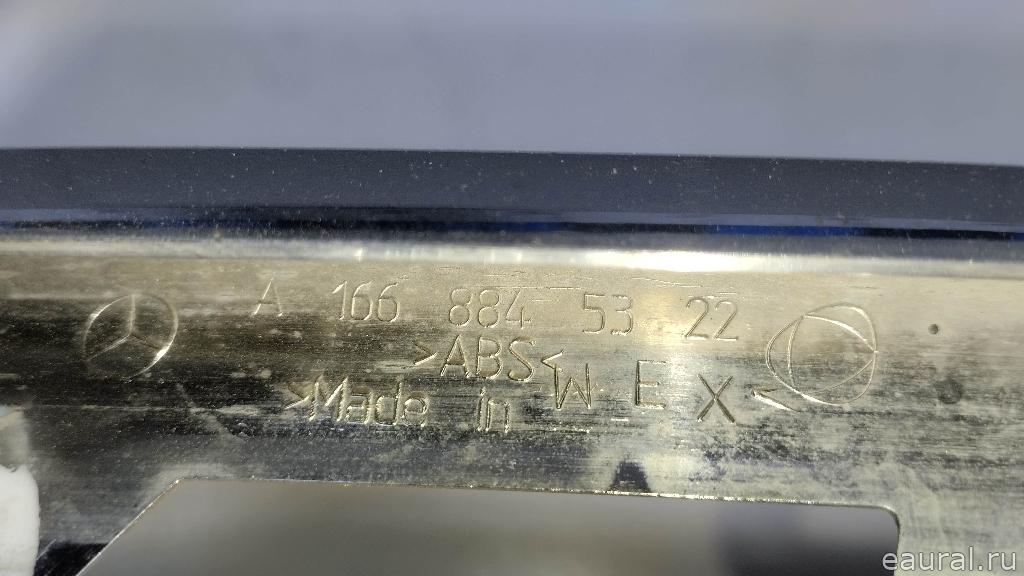 A 166 884 53 22
>ABS<
>Made in M E X<
eaural.ru